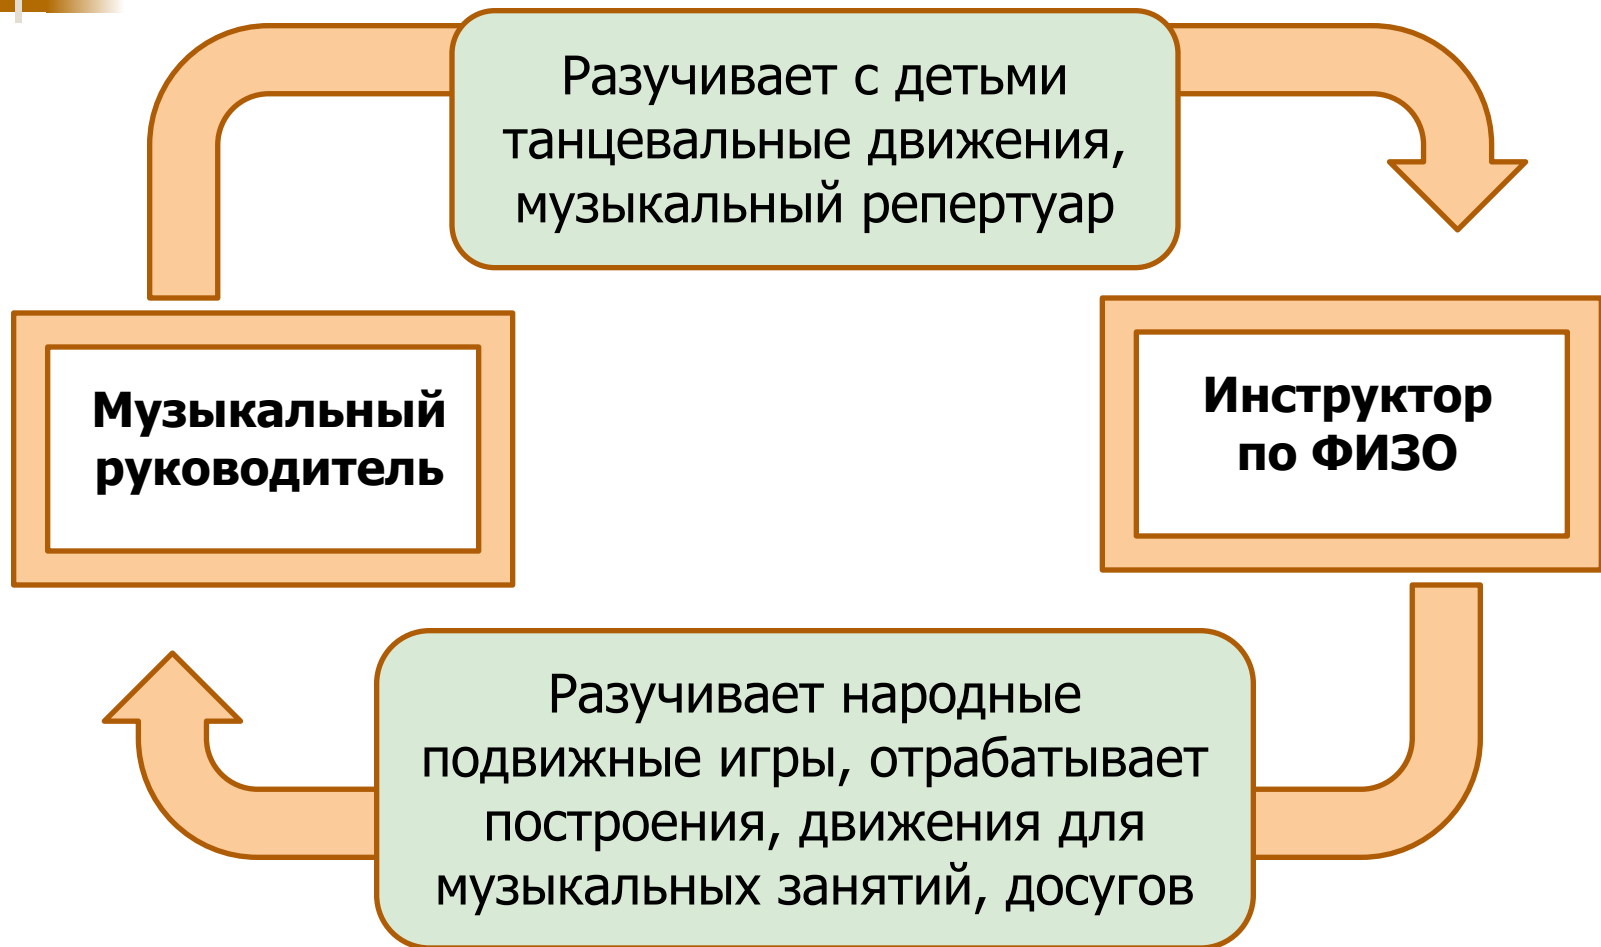 Разучивает с детьми
танцевальные движения,
музыкальный репертуар
Музыкальный
руководитель
Инструктор
по ФИЗО
Разучивает народные
подвижные игры, отрабатывает
построения, движения для
музыкальных занятий, досугов